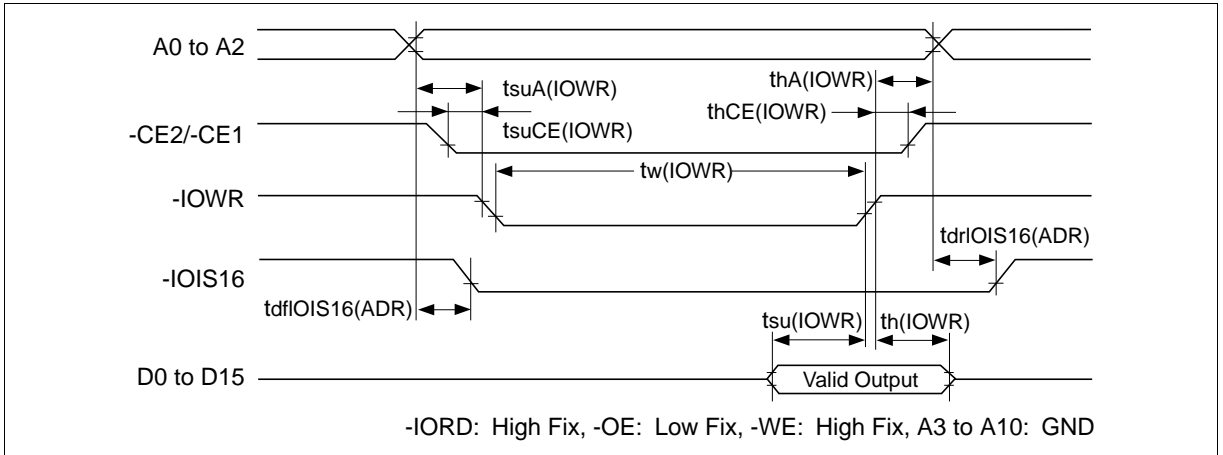 A0 to A2
tsuA(IOWR)
thA(IOWR)
thCE(IOWR)
-CE2/-CE1
tsuCE(IOWR)
tw(IOWR)
-IOWR
tdrIOIS16(ADR)
-IOIS16
tdfIOIS16(ADR)
tsu(IOWR)
th(IOWR)
D0 to D15
Valid Output
-IORD: High Fix, -OE: Low Fix, -WE: High Fix, A3 to A10: GND